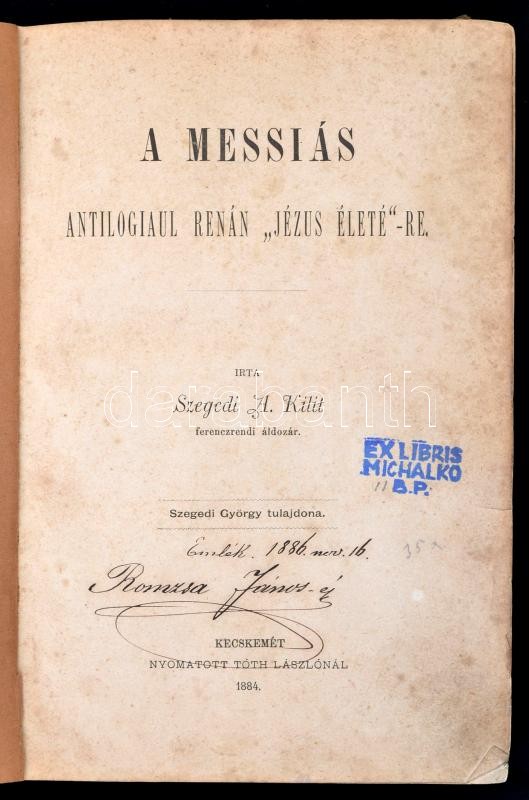 A MESSIÁS
ANTILOGIAUL RENÁN „JÉZUS ÉLETÉ“-RE.
IRTA
darabanth
Szegedi A. Kilit
ferenczrendi áldozár.
EX LIBRIS
MICHALKO
B.P.
Szegedi György tulajdona.
Emlék. 1886. nov. 16.
Romzsa János-é
KECSKEMÉT
NYOMATOTT TÓTH LÁSZLÓNÁL
1884.